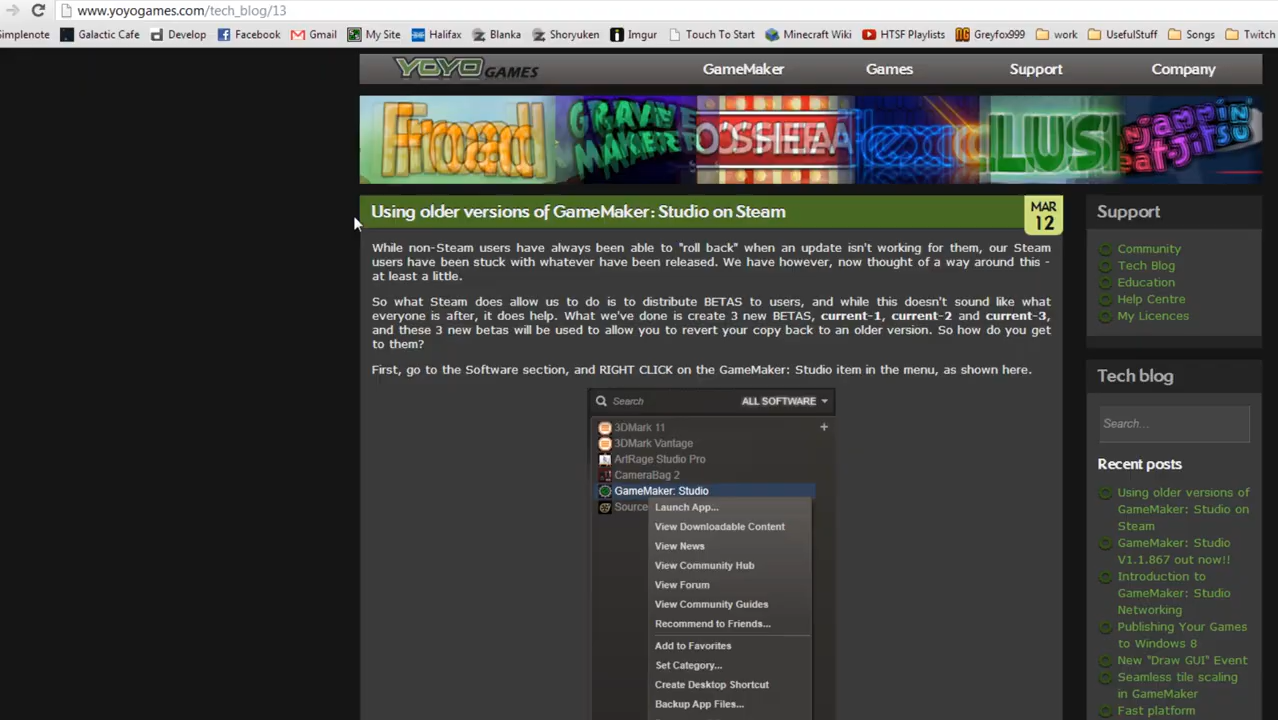 www.yoyogames.com/tech_blog/13
Simplenote Galactic Cafe Develop Facebook Gmail My Site Halifax Blanka Shoryuken Imgur Touch To Start Minecraft Wiki HTSF Playlists Greyfox999 work UsefulStuff Songs Twitch
YOYO GAMES GameMaker Games Support Company
Froad GRAVE MAKER LUSH
Using older versions of GameMaker: Studio on Steam
MAR
12
While non-Steam users have always been able to "roll back" when an update isn't working for them, our Steam
users have been stuck with whatever have been released. We have however, now thought of a way around this -
at least a little.
So what Steam does allow us to do is to distribute BETAS to users, and while this doesn't sound like what
everyone is after, it does help. What we've done is create 3 new BETAS, current-1, current-2 and current-3,
and these 3 new betas will be used to allow you to revert your copy back to an older version. So how do you get
to them?
First, go to the Software section, and RIGHT CLICK on the GameMaker: Studio item in the menu, as shown here.
Search ALL SOFTWARE
3DMark 11 +
3DMark Vantage
ArtRage Studio Pro
CameraBag 2
GameMaker: Studio
Source
Launch App...
View Downloadable Content
View News
View Community Hub
View Forum
View Community Guides
Recommend to Friends...
Add to Favorites
Set Category...
Create Desktop Shortcut
Backup App Files...
Support
Community
Tech Blog
Education
Help Centre
My Licences
Tech blog
Search...
Recent posts
Using older versions of
GameMaker: Studio on
Steam
GameMaker: Studio
V1.1.867 out now!!
Introduction to
GameMaker: Studio
Networking
Publishing Your Games
to Windows 8
New "Draw GUI" Event
Seamless tile scaling
in GameMaker
Fast platform